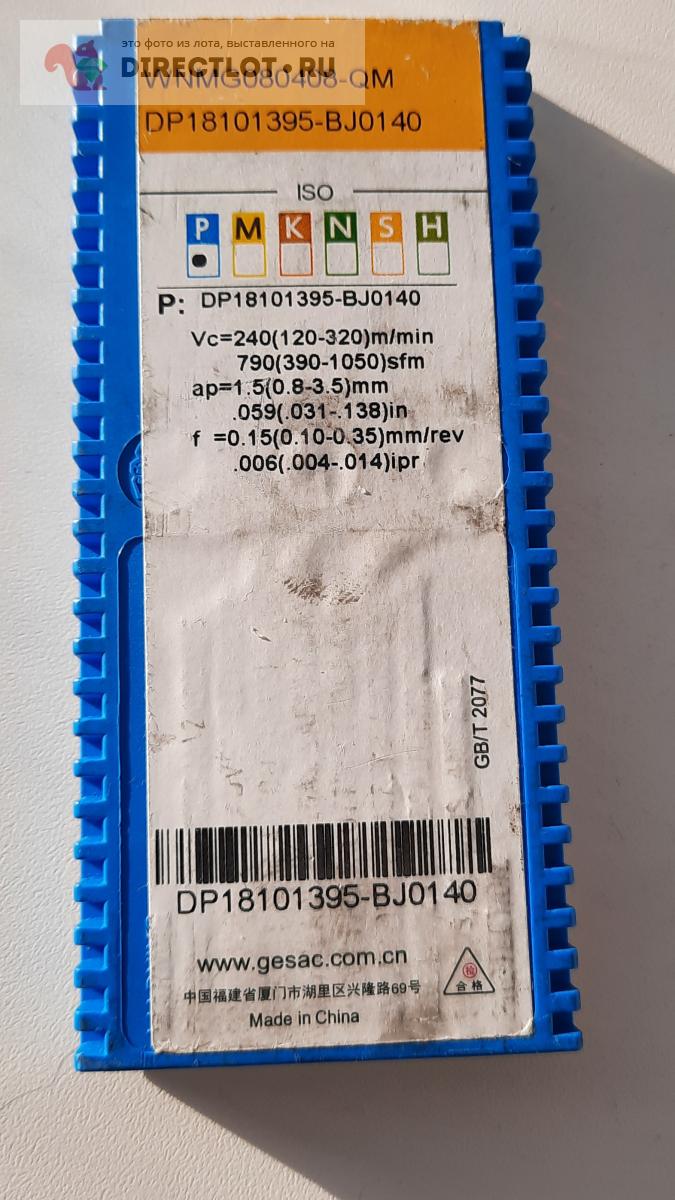 это фото из лота, выставленного на
DIRECTLOT.RU
WNMG080408-QM
DP18101395-BJ0140
ISO
P M K N S H
P: DP18101395-BJ0140
Vc=240(120-320)m/min
790(390-1050)sfm
ap=1.5(0.8-3.5)mm
.059(.031-.138)in
f =0.15(0.10-0.35)mm/rev
.006(.004-.014)ipr
GB/T 2077
DP18101395-BJ0140
www.gesac.com.cn
检
合格
中国福建省厦门市湖里区兴隆路69号
Made in China